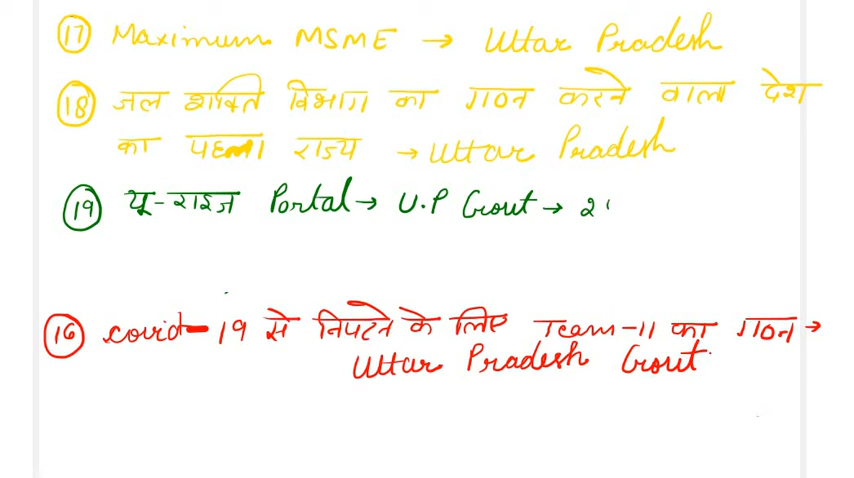 17 Maximum MSME → Uttar Pradesh
18 जल शक्ति विभाग का गठन करने वाला देश
का पहला राज्य → Uttar Pradesh
19 यू-राइज Portal → U.P Govt →
16 covid-19 से निपटने के लिए Team-11 का गठन →
Uttar Pradesh Govt.